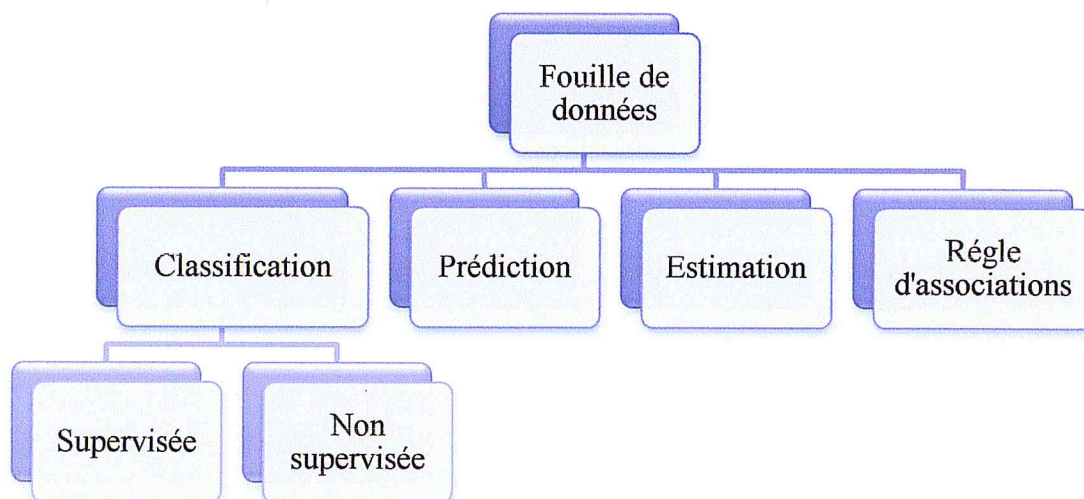 Fouille de
données
Classification
Prédiction
Estimation
Régle
d'associations
Supervisée
Non
supervisée